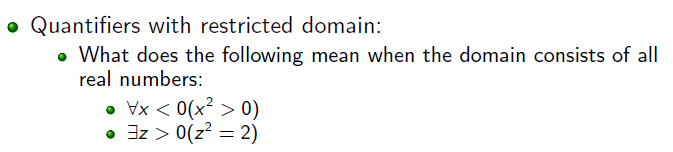 Quantifiers with restricted domain:
What does the following mean when the domain consists of all
real numbers:
∀x < 0(x² > 0)
∃z > 0(z² = 2)